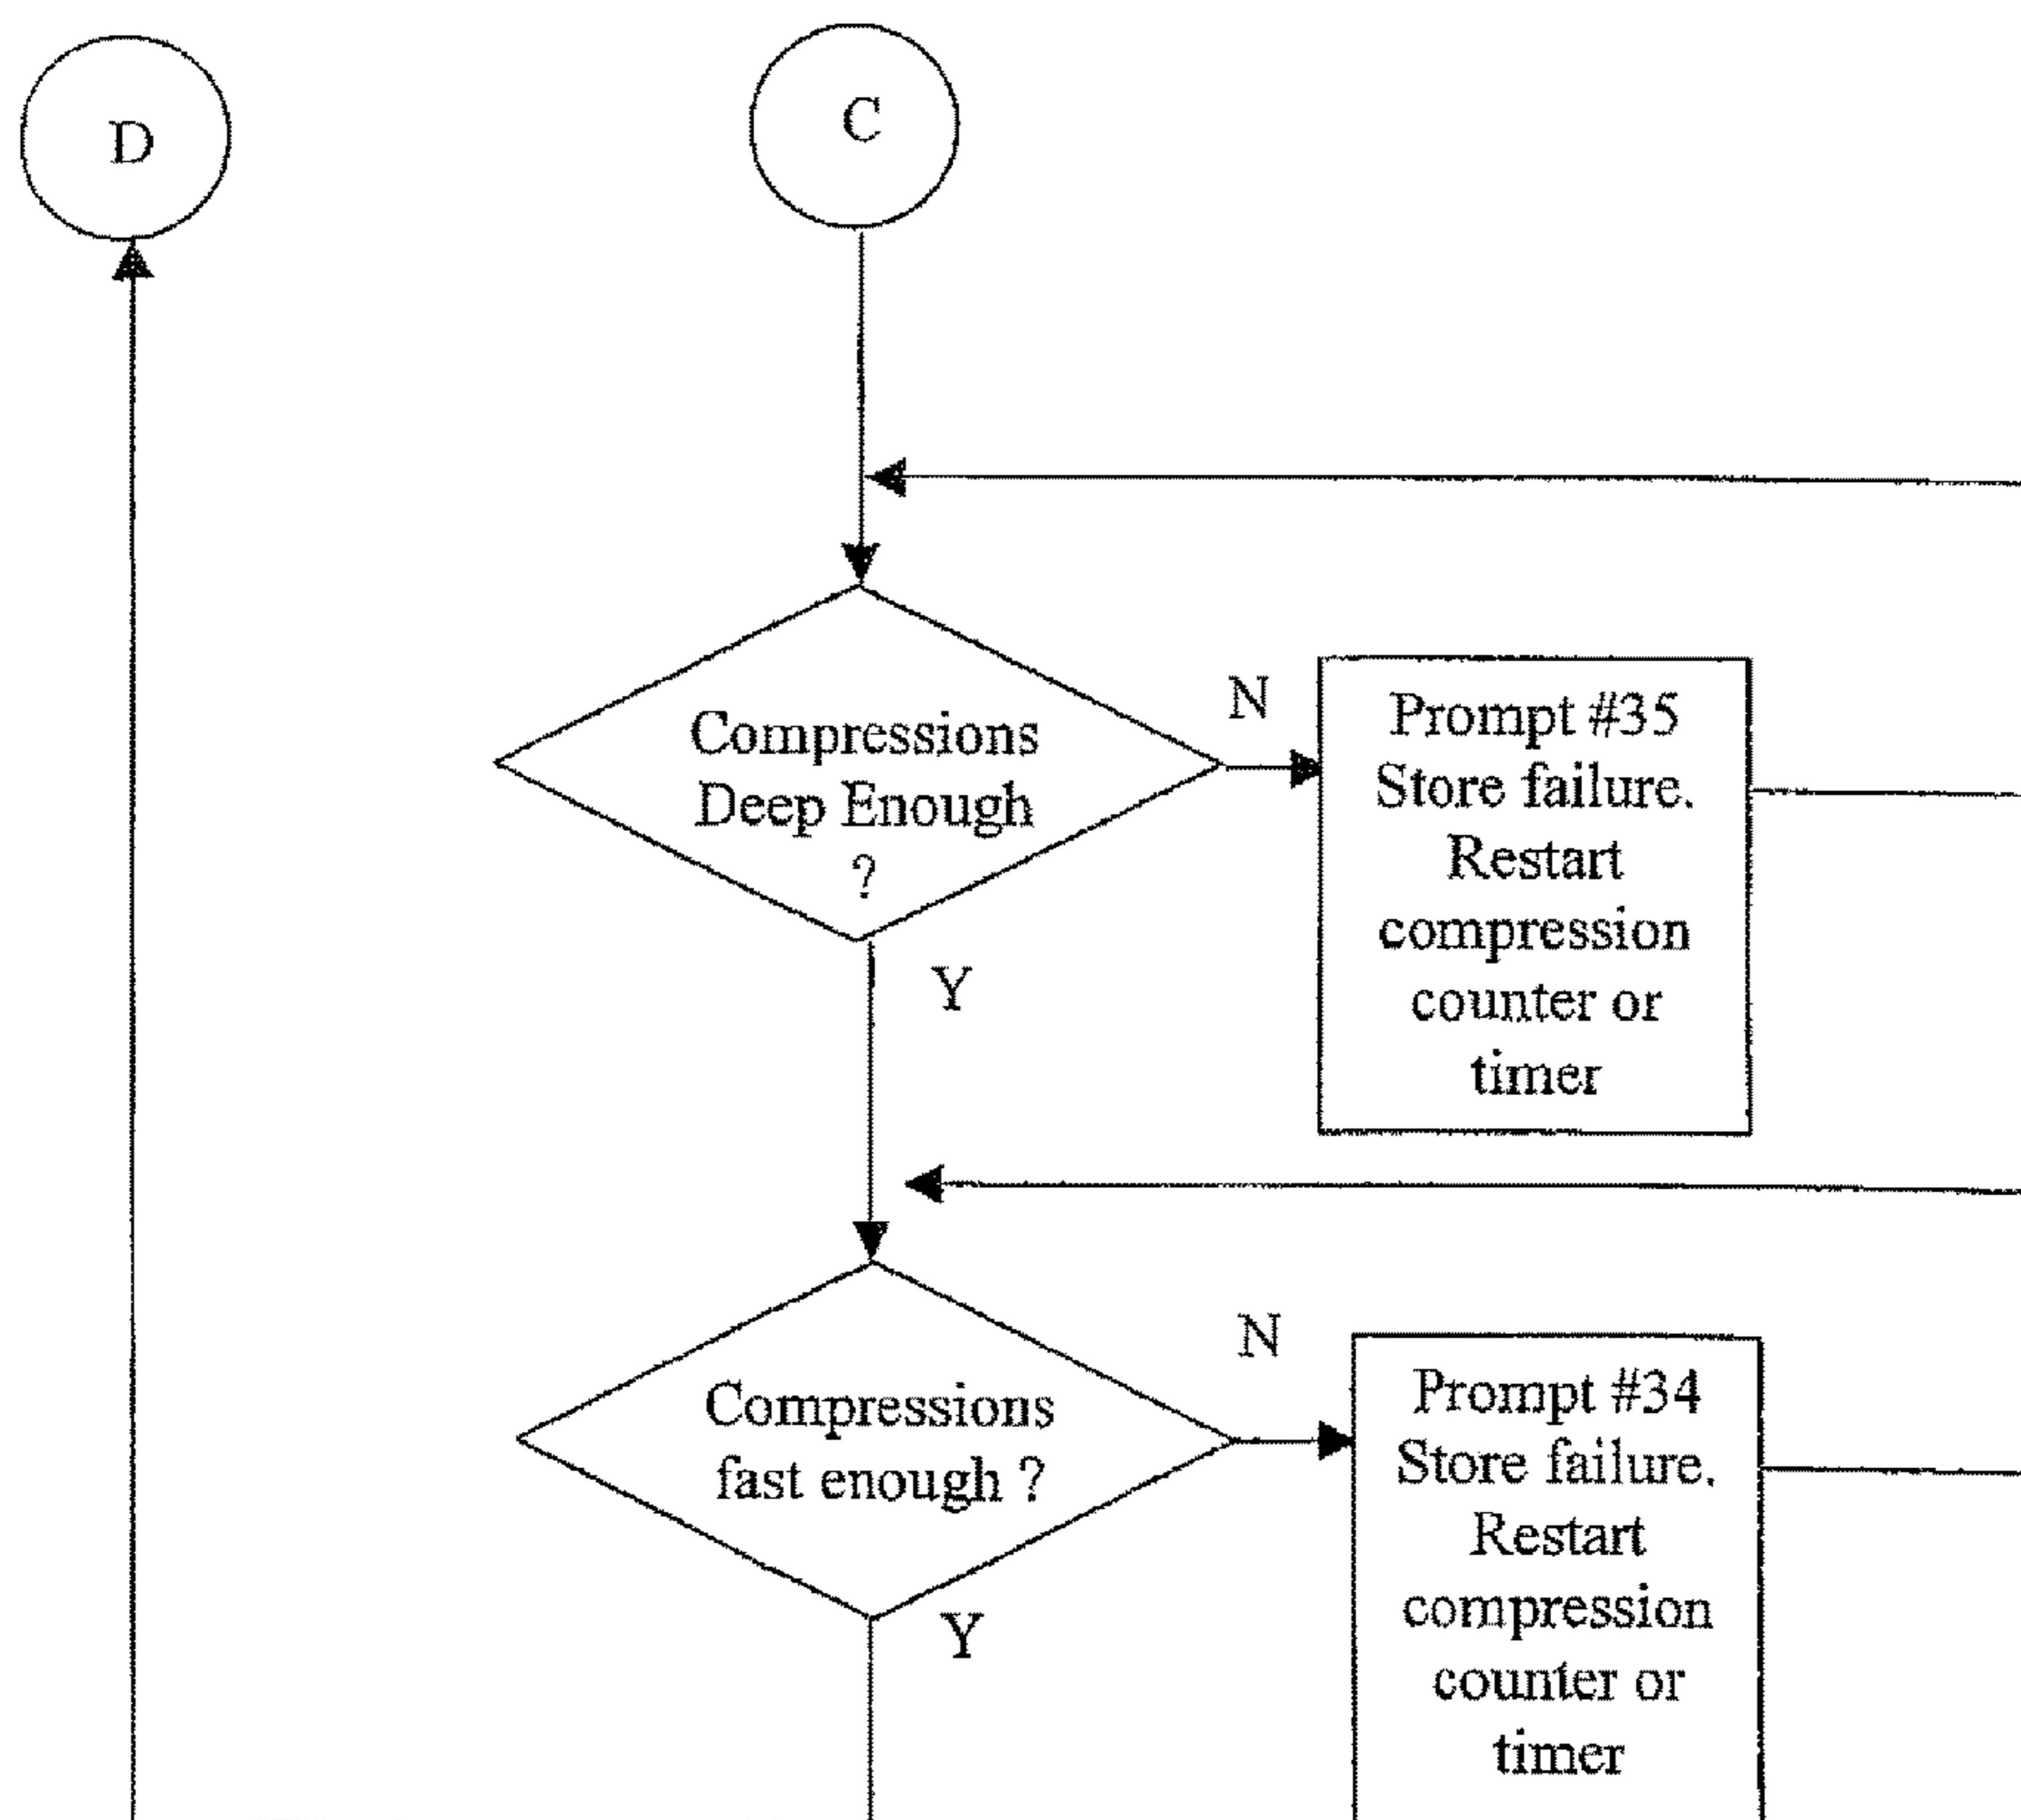 D
C
Compressions
Deep Enough
?
N
Prompt #35
Store failure.
Restart
compression
counter or
timer
Y
Compressions
fast enough ?
N
Prompt #34
Store failure.
Restart
compression
counter or
timer
Y